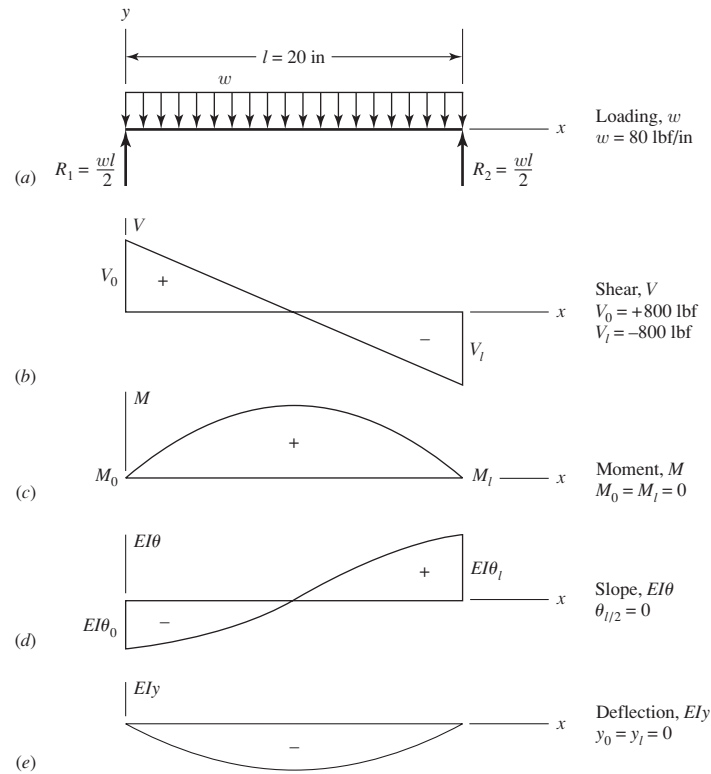 y
l = 20 in
w
x
Loading, w
w = 80 lbf/in
(a)
R₁ = wl/2
R₂ = wl/2
V
V₀
+
x
Shear, V
V₀ = +800 lbf
Vₗ = –800 lbf
–
Vₗ
(b)
M
+
M₀
Mₗ
x
Moment, M
M₀ = Mₗ = 0
(c)
EIθ
+
EIθₗ
x
Slope, EIθ
θₗ/₂ = 0
EIθ₀
–
(d)
EIy
x
Deflection, EIy
y₀ = yₗ = 0
–
(e)